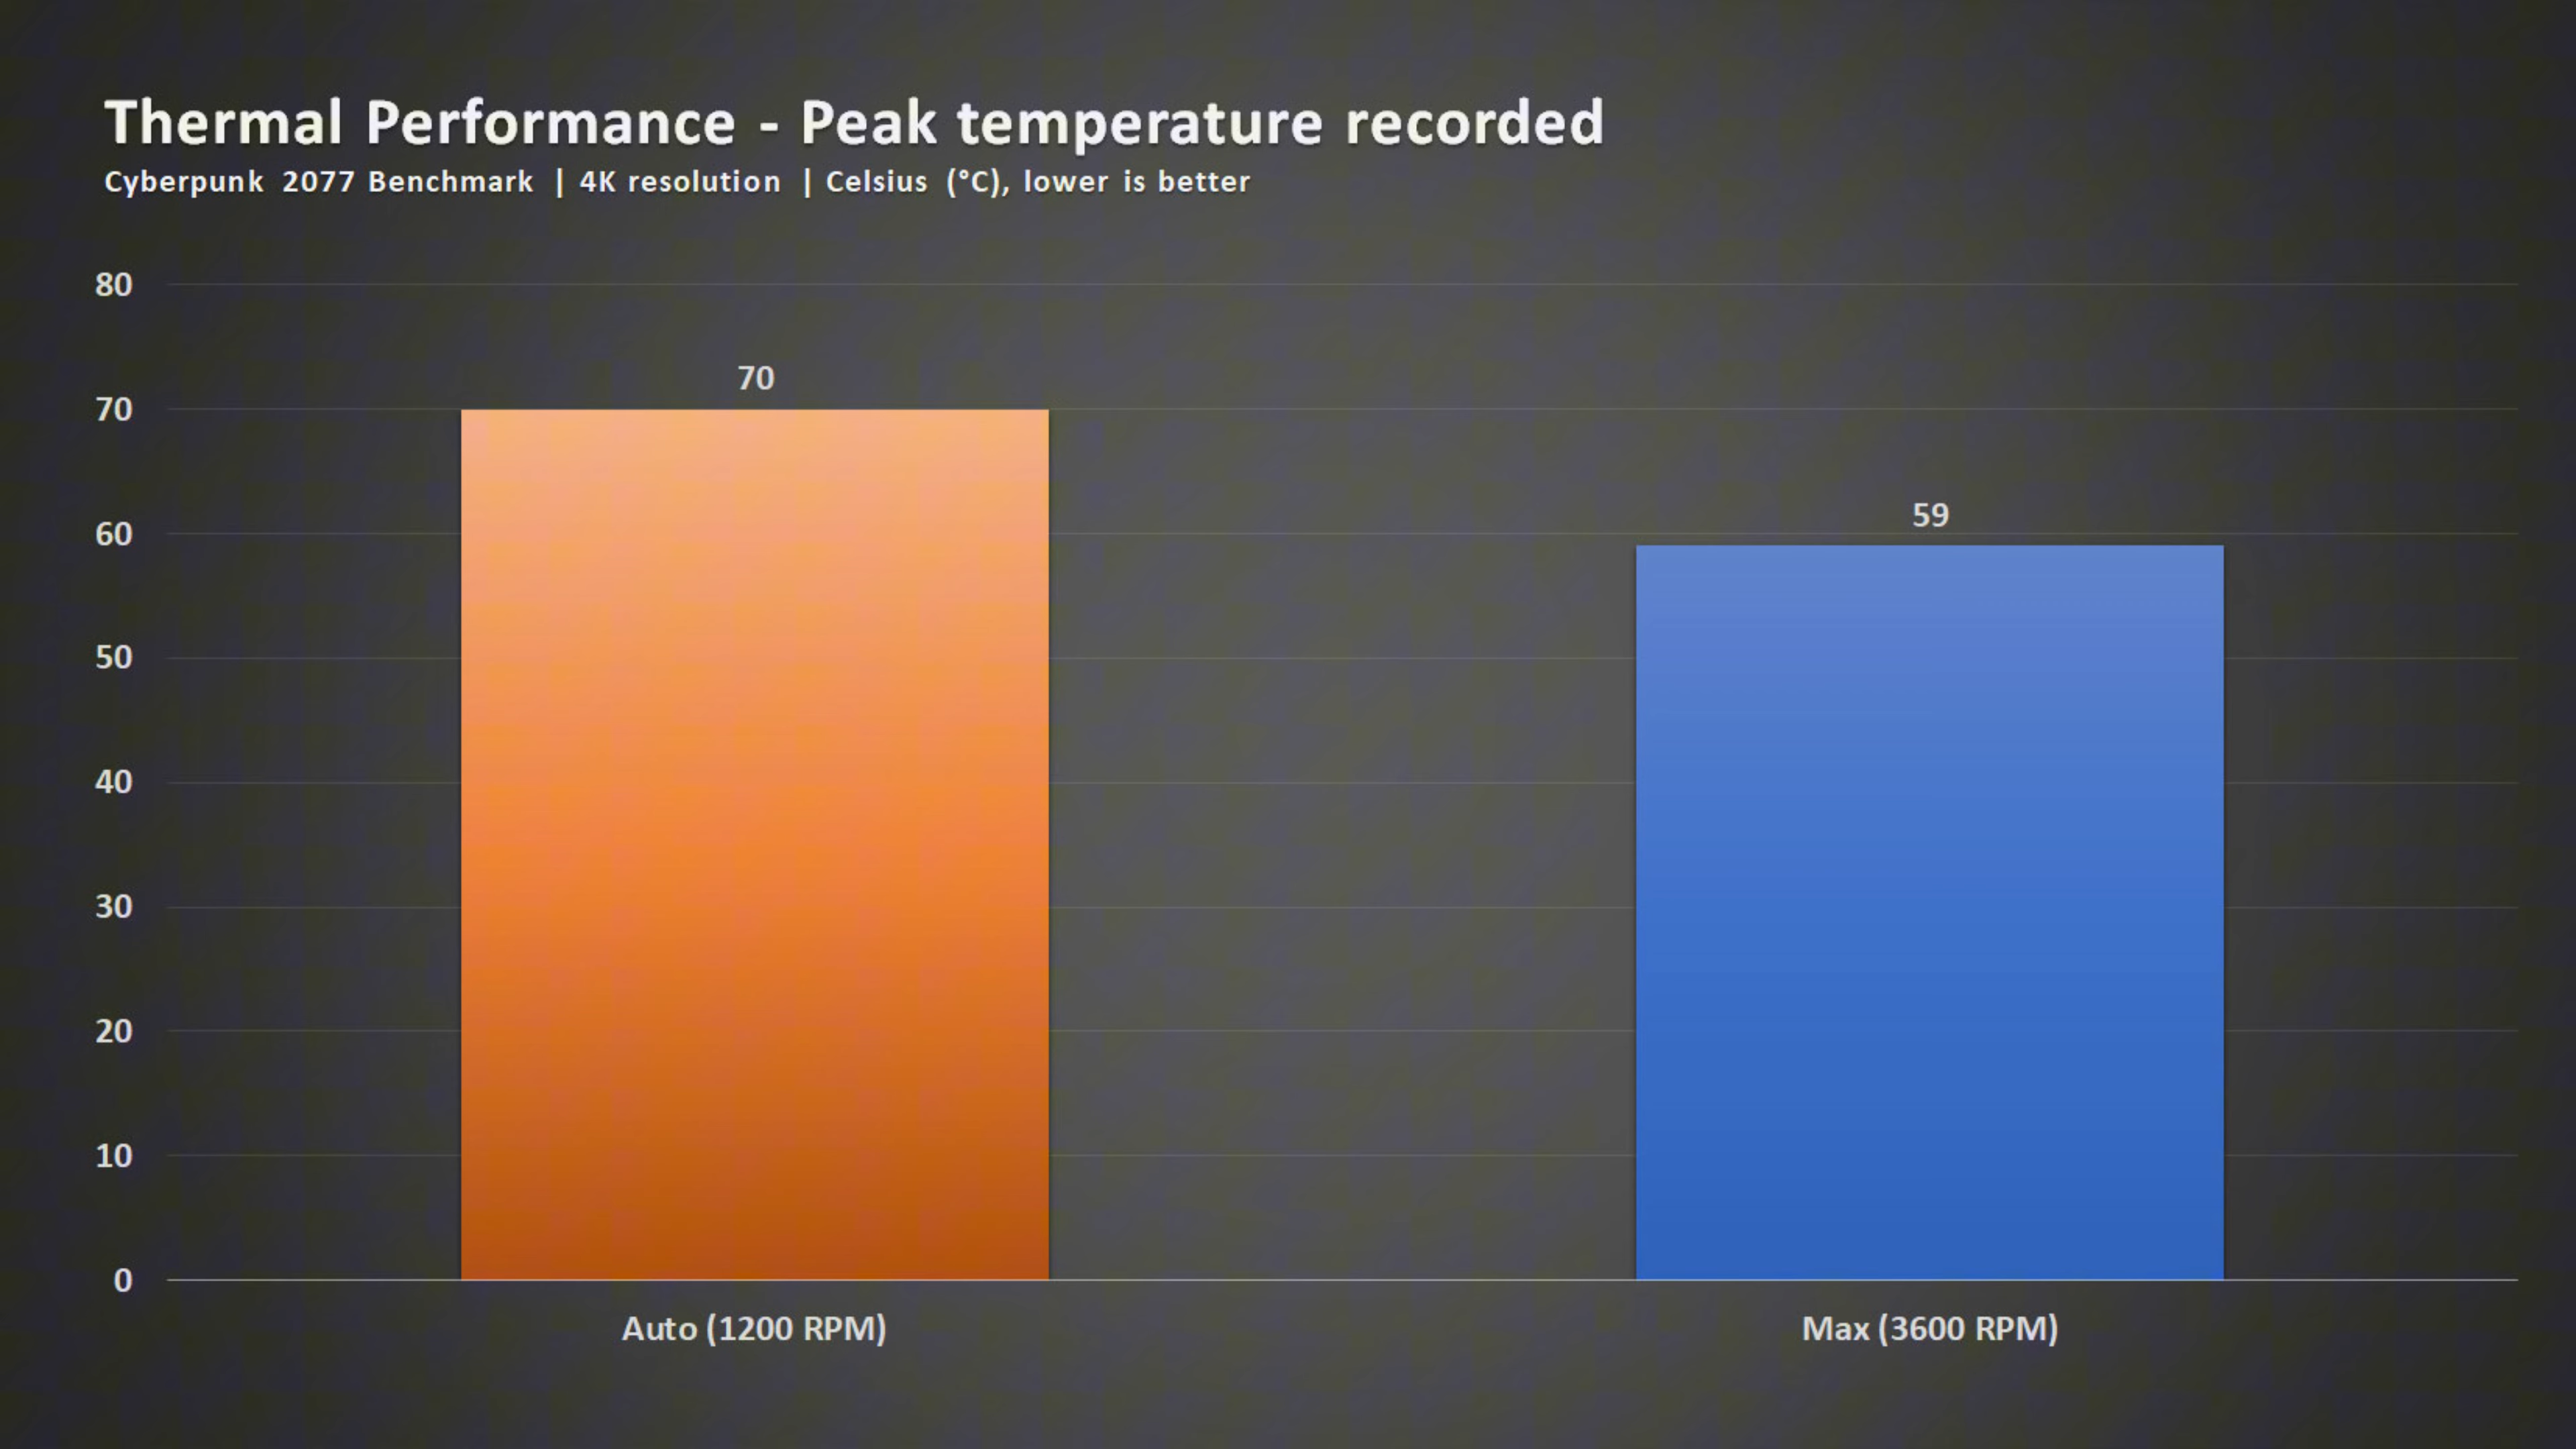 Thermal Performance - Peak temperature recorded
Cyberpunk 2077 Benchmark | 4K resolution | Celsius (°C), lower is better
80
70
70
60
59
50
40
30
20
10
0
Auto (1200 RPM)
Max (3600 RPM)